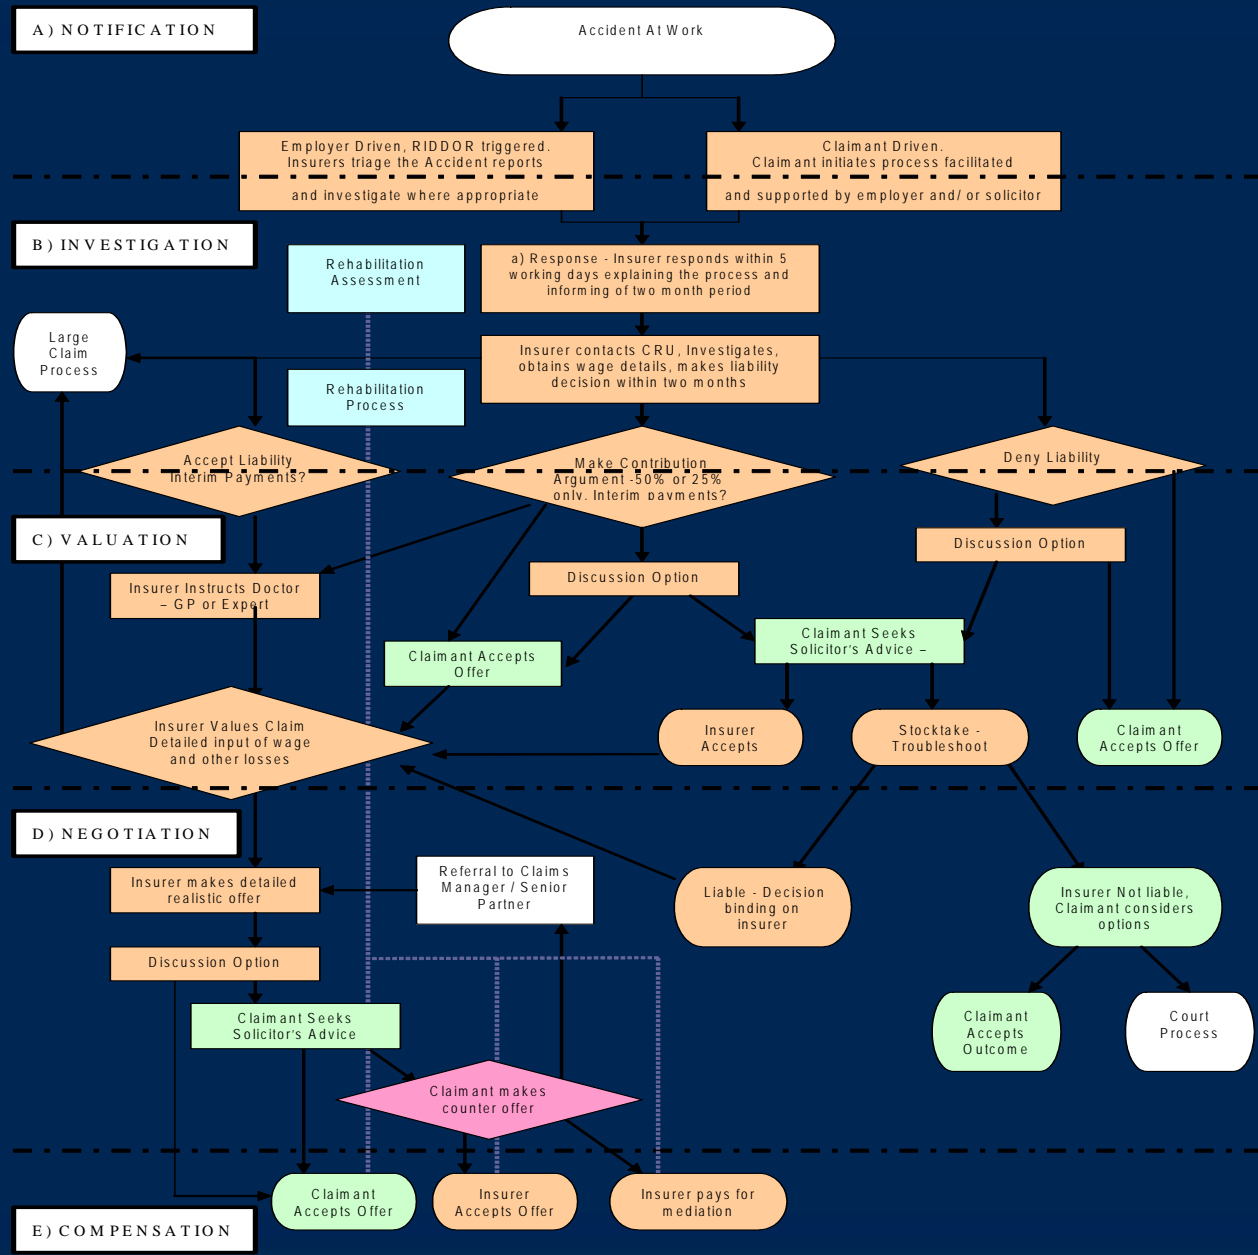 A) NOTIFICATION
Accident At Work
Employer Driven, RIDDOR triggered.
Insurers triage the Accident reports
and investigate where appropriate
Claimant Driven.
Claimant initiates process facilitated
and supported by employer and/ or solicitor
B) INVESTIGATION
Rehabilitation
Assessment
a) Response - Insurer responds within 5
working days explaining the process and
informing of two month period
Large
Claim
Process
Insurer contacts CRU, Investigates,
obtains wage details, makes liability
decision within two months
Rehabilitation
Process
Accept Liability
Interim Payments?
Make Contribution
Argument -50% or 25%
only. Interim payments?
Deny Liability
C) VALUATION
Discussion Option
Insurer Instructs Doctor
– GP or Expert
Discussion Option
Claimant Accepts
Offer
Claimant Seeks
Solicitor's Advice –
Insurer Values Claim
Detailed input of wage
and other losses
Insurer
Accepts
Stocktake -
Troubleshoot
Claimant
Accepts Offer
D) NEGOTIATION
Insurer makes detailed
realistic offer
Referral to Claims
Manager / Senior
Partner
Liable - Decision
binding on
insurer
Insurer Not liable,
Claimant considers
options
Discussion Option
Claimant Seeks
Solicitor's Advice
Claimant
Accepts
Outcome
Court
Process
Claimant makes
counter offer
Claimant
Accepts Offer
Insurer
Accepts Offer
Insurer pays for
mediation
E) COMPENSATION